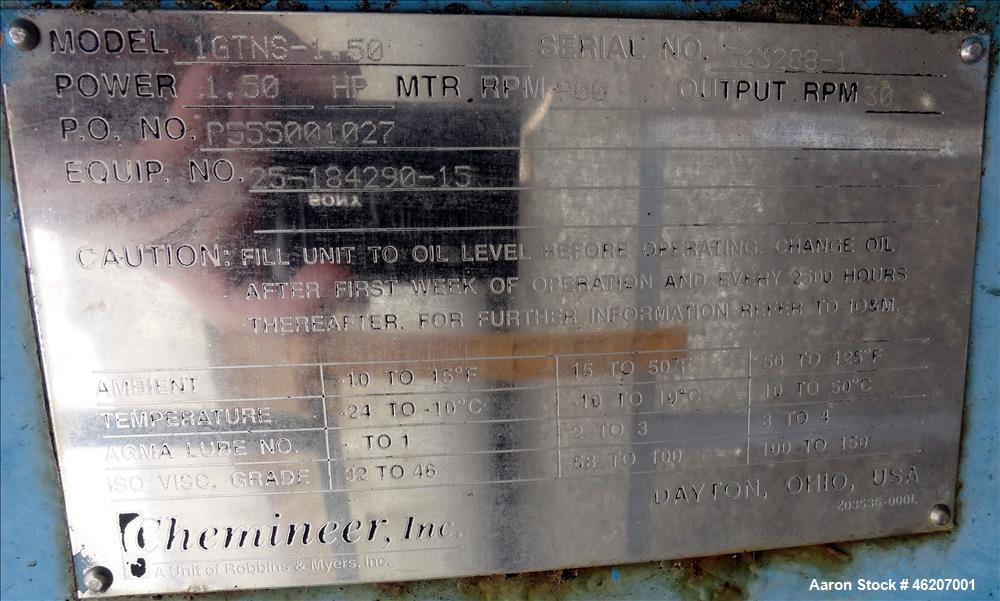 MODEL 1GTNS-1.50 SERIAL NO.
POWER 1.50 HP MTR RPM OUTPUT RPM 30
P.O. NO. P555001027
EQUIP. NO. 25-184290-15
CAUTION: FILL UNIT TO OIL LEVEL BEFORE OPERATING. CHANGE OIL
AFTER FIRST WEEK OF OPERATION AND EVERY 2500 HOURS
THEREAFTER. FOR FURTHER INFORMATION REFER TO IO&M.
AMBIENT -10 TO 15°F 15 TO 50°F 50 TO 125°F
TEMPERATURE -24 TO -10°C -10 TO 10°C 10 TO 50°C
AGMA LUBE NO. - TO 1 2 TO 3 3 TO 4
ISO VISC. GRADE 32 TO 46 68 TO 100 100 TO 150
DAYTON, OHIO, USA
Chemineer, Inc.
A Unit of Robbins & Myers, Inc.
Aaron Stock # 46207001